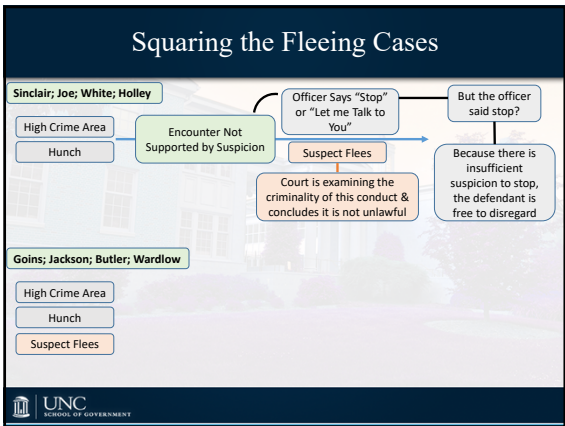 Squaring the Fleeing Cases
Sinclair; Joe; White; Holley
High Crime Area
Hunch
Encounter Not
Supported by Suspicion
Officer Says “Stop”
or “Let me Talk to
You”
Suspect Flees
Court is examining the
criminality of this conduct &
concludes it is not unlawful
But the officer
said stop?
Because there is
insufficient
suspicion to stop,
the defendant is
free to disregard
Goins; Jackson; Butler; Wardlow
High Crime Area
Hunch
Suspect Flees
UNC
SCHOOL OF GOVERNMENT